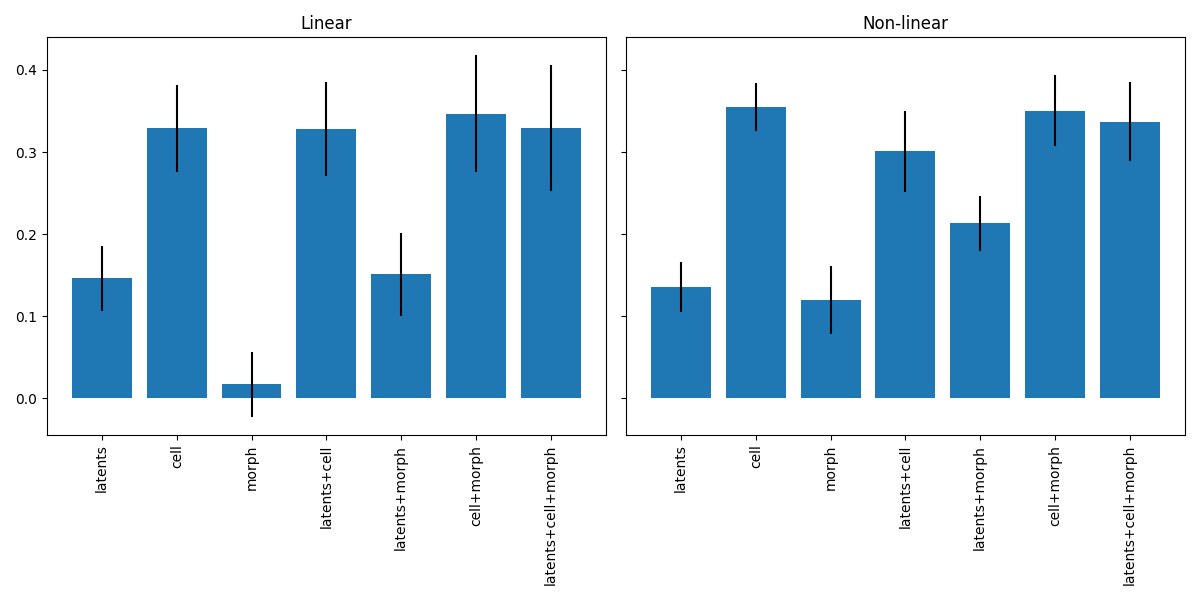 Linear
Non-linear
0.4
0.3
0.2
0.1
0.0
latents
cell
morph
latents+cell
latents+morph
cell+morph
latents+cell+morph
latents
cell
morph
latents+cell
latents+morph
cell+morph
latents+cell+morph